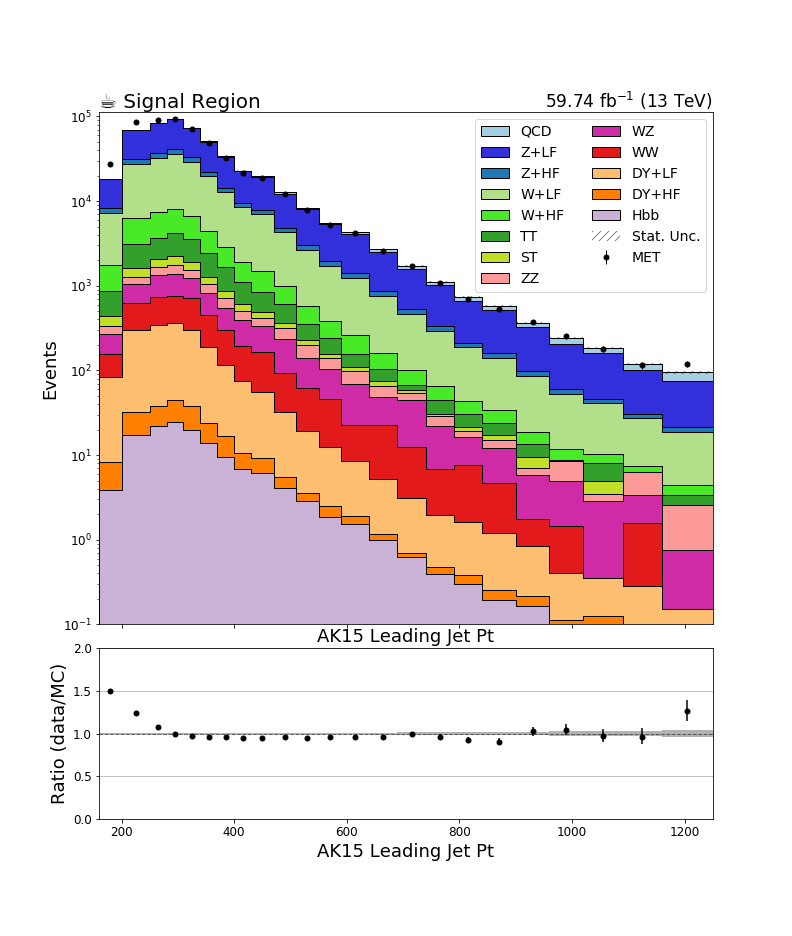 ☕ Signal Region 59.74 fb⁻¹ (13 TeV)
QCD WZ
Z+LF WW
Z+HF DY+LF
W+LF DY+HF
W+HF Hbb
TT Stat. Unc.
ST MET
ZZ
Events
10⁵
10⁴
10³
10²
10¹
10⁰
10⁻¹
AK15 Leading Jet Pt
Ratio (data/MC)
2.0
1.5
1.0
0.5
0.0
200 400 600 800 1000 1200
AK15 Leading Jet Pt